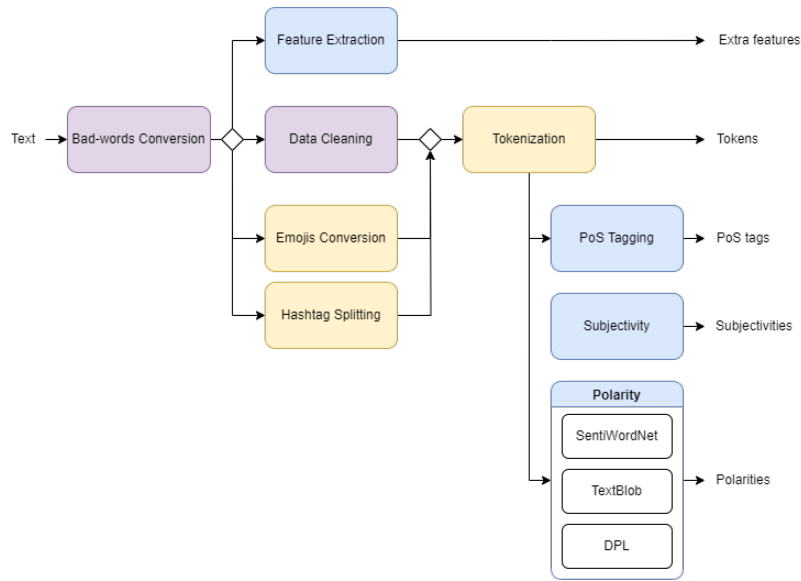 Feature Extraction
Extra features
Text
Bad-words Conversion
Data Cleaning
Tokenization
Tokens
Emojis Conversion
PoS Tagging
PoS tags
Hashtag Splitting
Subjectivity
Subjectivities
Polarity
SentiWordNet
TextBlob
Polarities
DPL